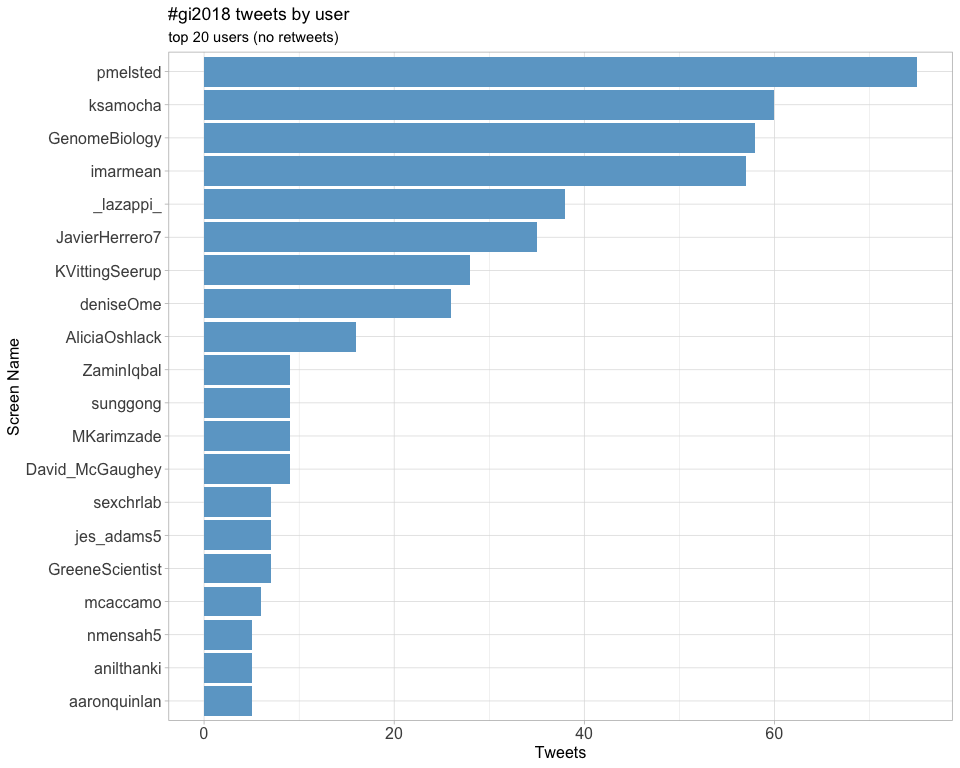 #gi2018 tweets by user
top 20 users (no retweets)
Screen Name
pmelsted
ksamocha
GenomeBiology
imarmean
_lazappi_
JavierHerrero7
KVittingSeerup
deniseOme
AliciaOshlack
ZaminIqbal
sunggong
MKarimzade
David_McGaughey
sexchrlab
jes_adams5
GreeneScientist
mcaccamo
nmensah5
anilthanki
aaronquinlan
0 20 40 60
Tweets